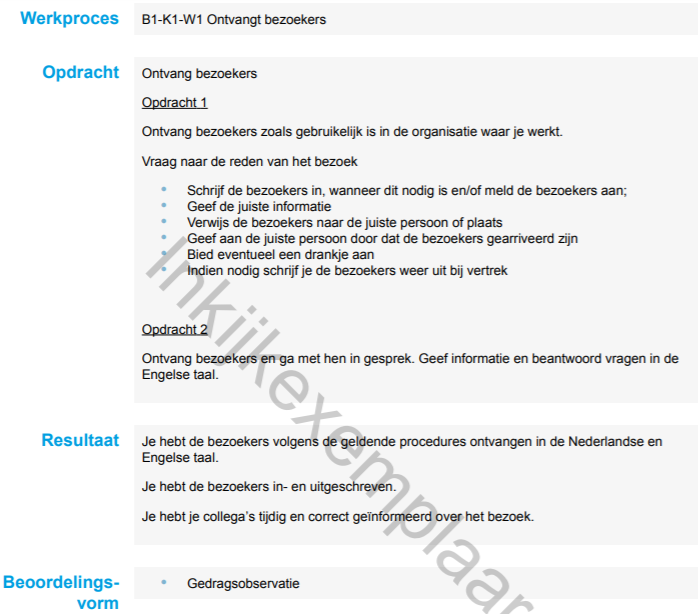 Werkproces
B1-K1-W1 Ontvangt bezoekers
Opdracht
Ontvang bezoekers
Opdracht 1
Ontvang bezoekers zoals gebruikelijk is in de organisatie waar je werkt.
Vraag naar de reden van het bezoek
• Schrijf de bezoekers in, wanneer dit nodig is en/of meld de bezoekers aan;
• Geef de juiste informatie
• Verwijs de bezoekers naar de juiste persoon of plaats
• Geef aan de juiste persoon door dat de bezoekers gearriveerd zijn
• Bied eventueel een drankje aan
• Indien nodig schrijf je de bezoekers weer uit bij vertrek
Opdracht 2
Ontvang bezoekers en ga met hen in gesprek. Geef informatie en beantwoord vragen in de
Engelse taal.
Resultaat
Je hebt de bezoekers volgens de geldende procedures ontvangen in de Nederlandse en
Engelse taal.
Je hebt de bezoekers in- en uitgeschreven.
Je hebt je collega's tijdig en correct geïnformeerd over het bezoek.
Beoordelings-
vorm
• Gedragsobservatie
Inkijkexemplaar